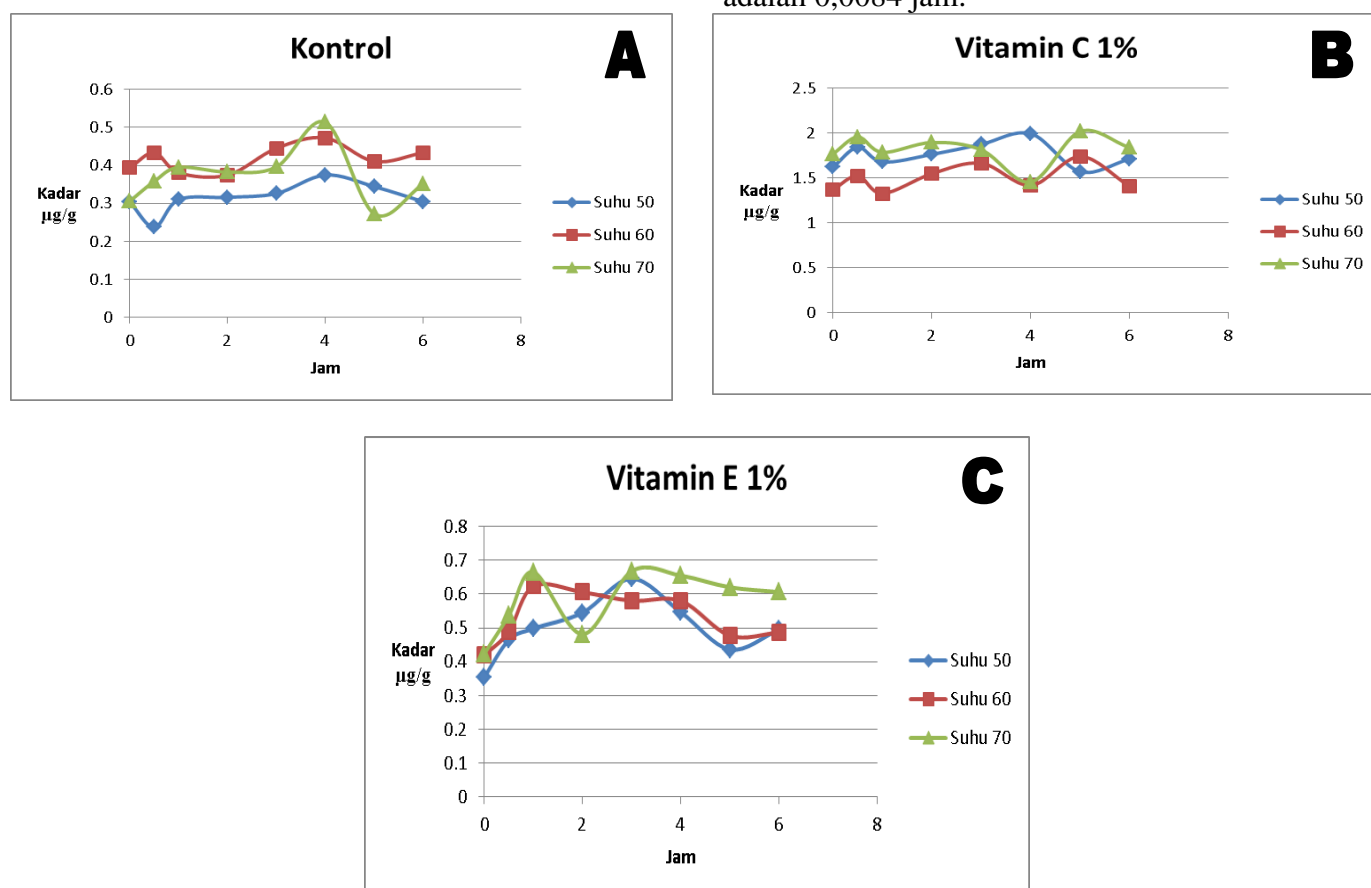 adalah 0,0084 jam.
Kontrol
A
0.6
0.5
0.4
0.3
0.2
0.1
0
Kadar
µg/g
0 2 4 6 8
Jam
Suhu 50
Suhu 60
Suhu 70
Vitamin C 1%
B
2.5
2
1.5
1
0.5
0
Kadar
µg/g
0 2 4 6 8
Jam
Suhu 50
Suhu 60
Suhu 70
Vitamin E 1%
C
0.8
0.7
0.6
0.5
0.4
0.3
0.2
0.1
0
Kadar
µg/g
0 2 4 6 8
Jam
Suhu 50
Suhu 60
Suhu 70